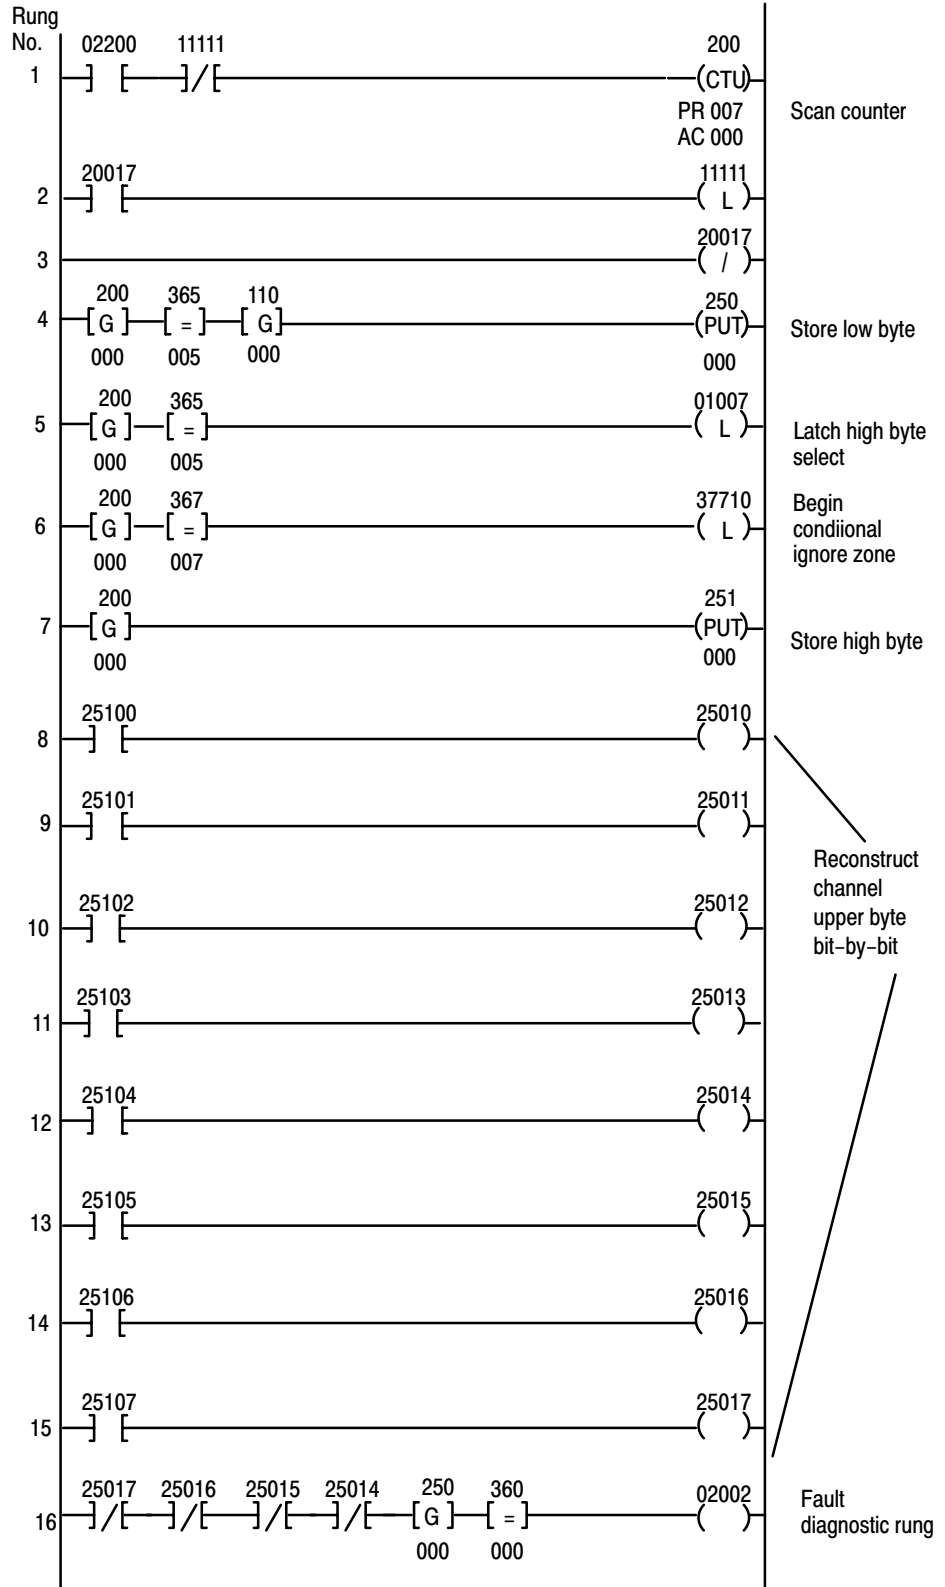 Rung
No.
02200 11111 200
1 ] [ ]/[ (CTU)
PR 007
AC 000
Scan counter
20017 11111
2 ] [ ( L )
20017
3 ( / )
200 365 110 250
4 [ G ] [ = ] [ G ] (PUT) Store low byte
000 005 000 000
200 365 01007
5 [ G ] [ = ] ( L ) Latch high byte
select
000 005
200 367 37710
6 [ G ] [ = ] ( L ) Begin
condiional
ignore zone
000 007
200 251
7 [ G ] (PUT) Store high byte
000 000
25100 25010
8 ] [ ( )
25101 25011
9 ] [ ( )
Reconstruct
channel
upper byte
bit–by–bit
25102 25012
10 ] [ ( )
25103 25013
11 ] [ ( )
25104 25014
12 ] [ ( )
25105 25015
13 ] [ ( )
25106 25016
14 ] [ ( )
25107 25017
15 ] [ ( )
25017 25016 25015 25014 250 360 02002
16 ]/[ ]/[ ]/[ ]/[ [ G ] [ = ] ( ) Fault
diagnostic rung
000 000